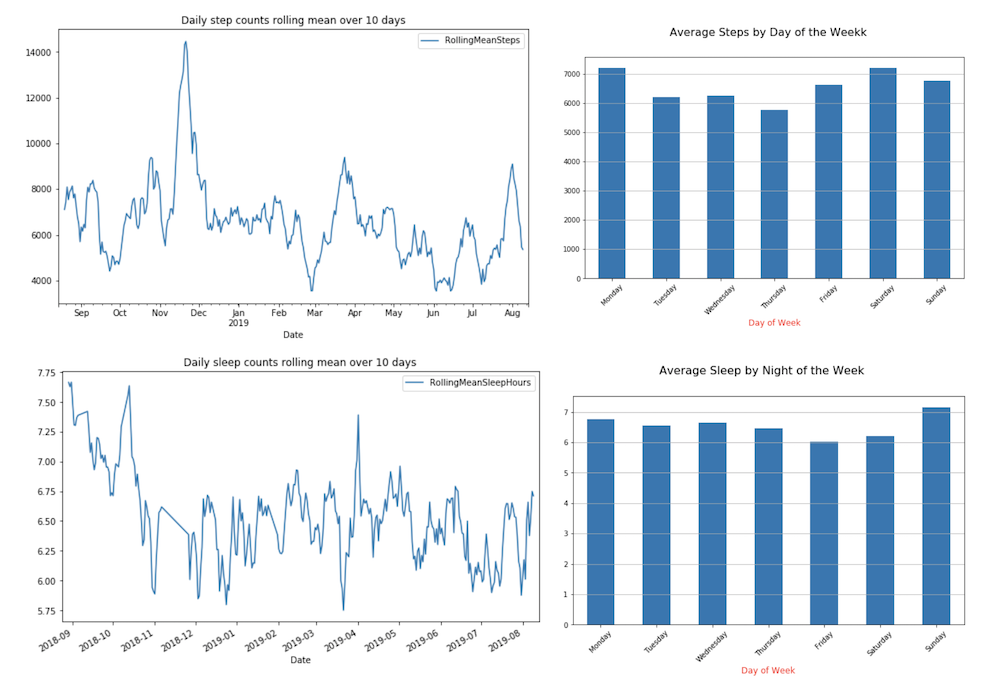 Daily step counts rolling mean over 10 days
RollingMeanSteps
14000
12000
10000
8000
6000
4000
Sep Oct Nov Dec Jan Feb Mar Apr May Jun Jul Aug
2019
Date
Average Steps by Day of the Weekk
7000
6000
5000
4000
3000
2000
1000
0
Monday Tuesday Wednesday Thursday Friday Saturday Sunday
Day of Week
Daily sleep counts rolling mean over 10 days
RollingMeanSleepHours
7.75
7.50
7.25
7.00
6.75
6.50
6.25
6.00
5.75
2018-09 2018-10 2018-11 2018-12 2019-01 2019-02 2019-03 2019-04 2019-05 2019-06 2019-07 2019-08
Date
Average Sleep by Night of the Week
7
6
5
4
3
2
1
0
Monday Tuesday Wednesday Thursday Friday Saturday Sunday
Day of Week